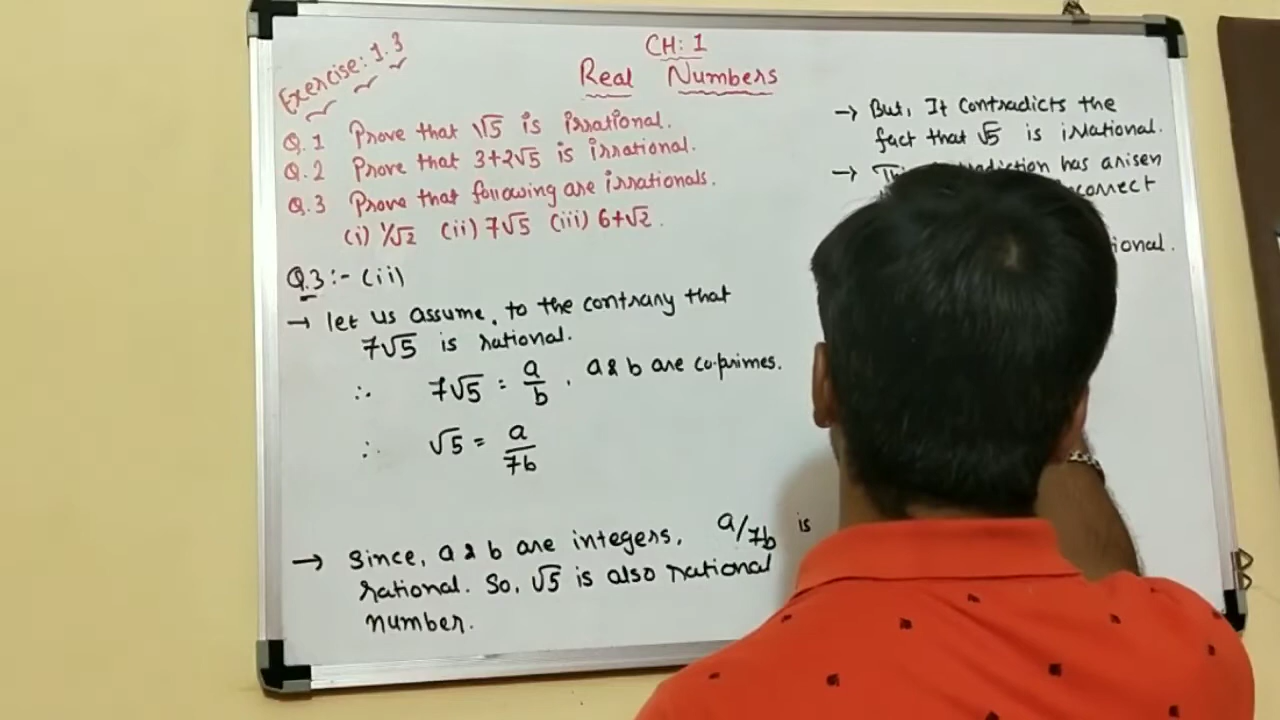 Exercise: 1.3
CH: 1
Real Numbers
Q.1 Prove that √5 is irrational.
Q.2 Prove that 3+2√5 is irrational.
Q.3 Prove that following are irrationals.
(i) 1/√2 (ii) 7√5 (iii) 6+√2.
Q.3 :- (ii)
→ let us assume, to the contrary that
7√5 is rational.
∴ 7√5 = a/b , a & b are co-primes.
∴ √5 = a/7b
→ Since, a & b are integers, a/7b is
rational. So, √5 is also rational
number.
→ But, It contradicts the
fact that √5 is irrational.
→ has arisen